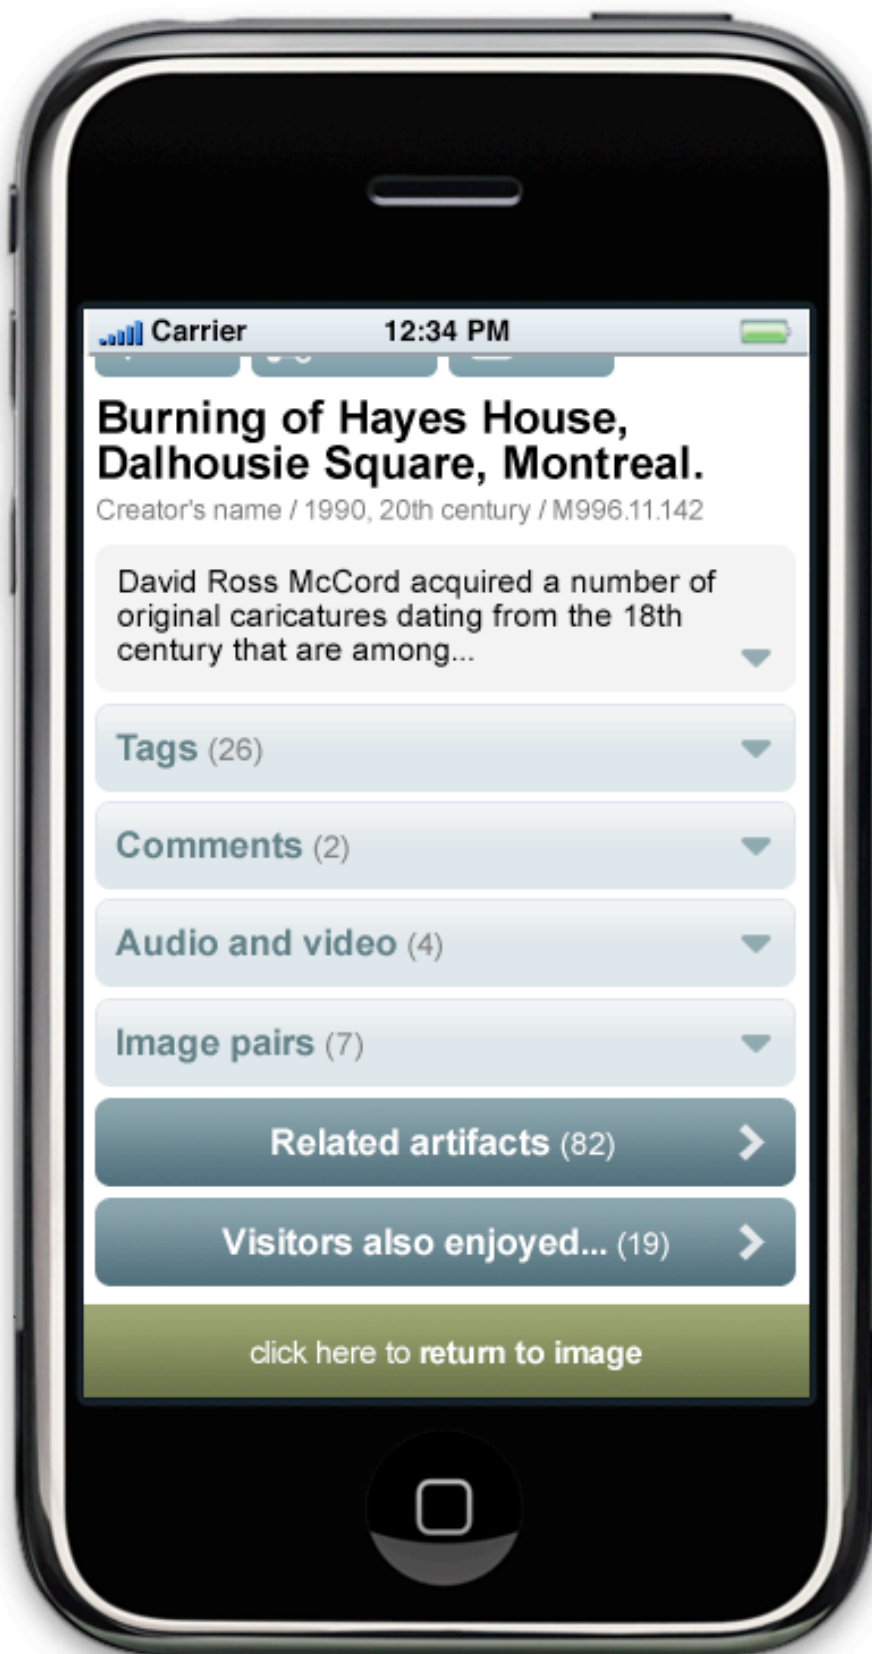 Carrier 12:34 PM
Burning of Hayes House,
Dalhousie Square, Montreal.
Creator's name / 1990, 20th century / M996.11.142
David Ross McCord acquired a number of
original caricatures dating from the 18th
century that are among...
Tags (26)
Comments (2)
Audio and video (4)
Image pairs (7)
Related artifacts (82)
Visitors also enjoyed... (19)
click here to return to image